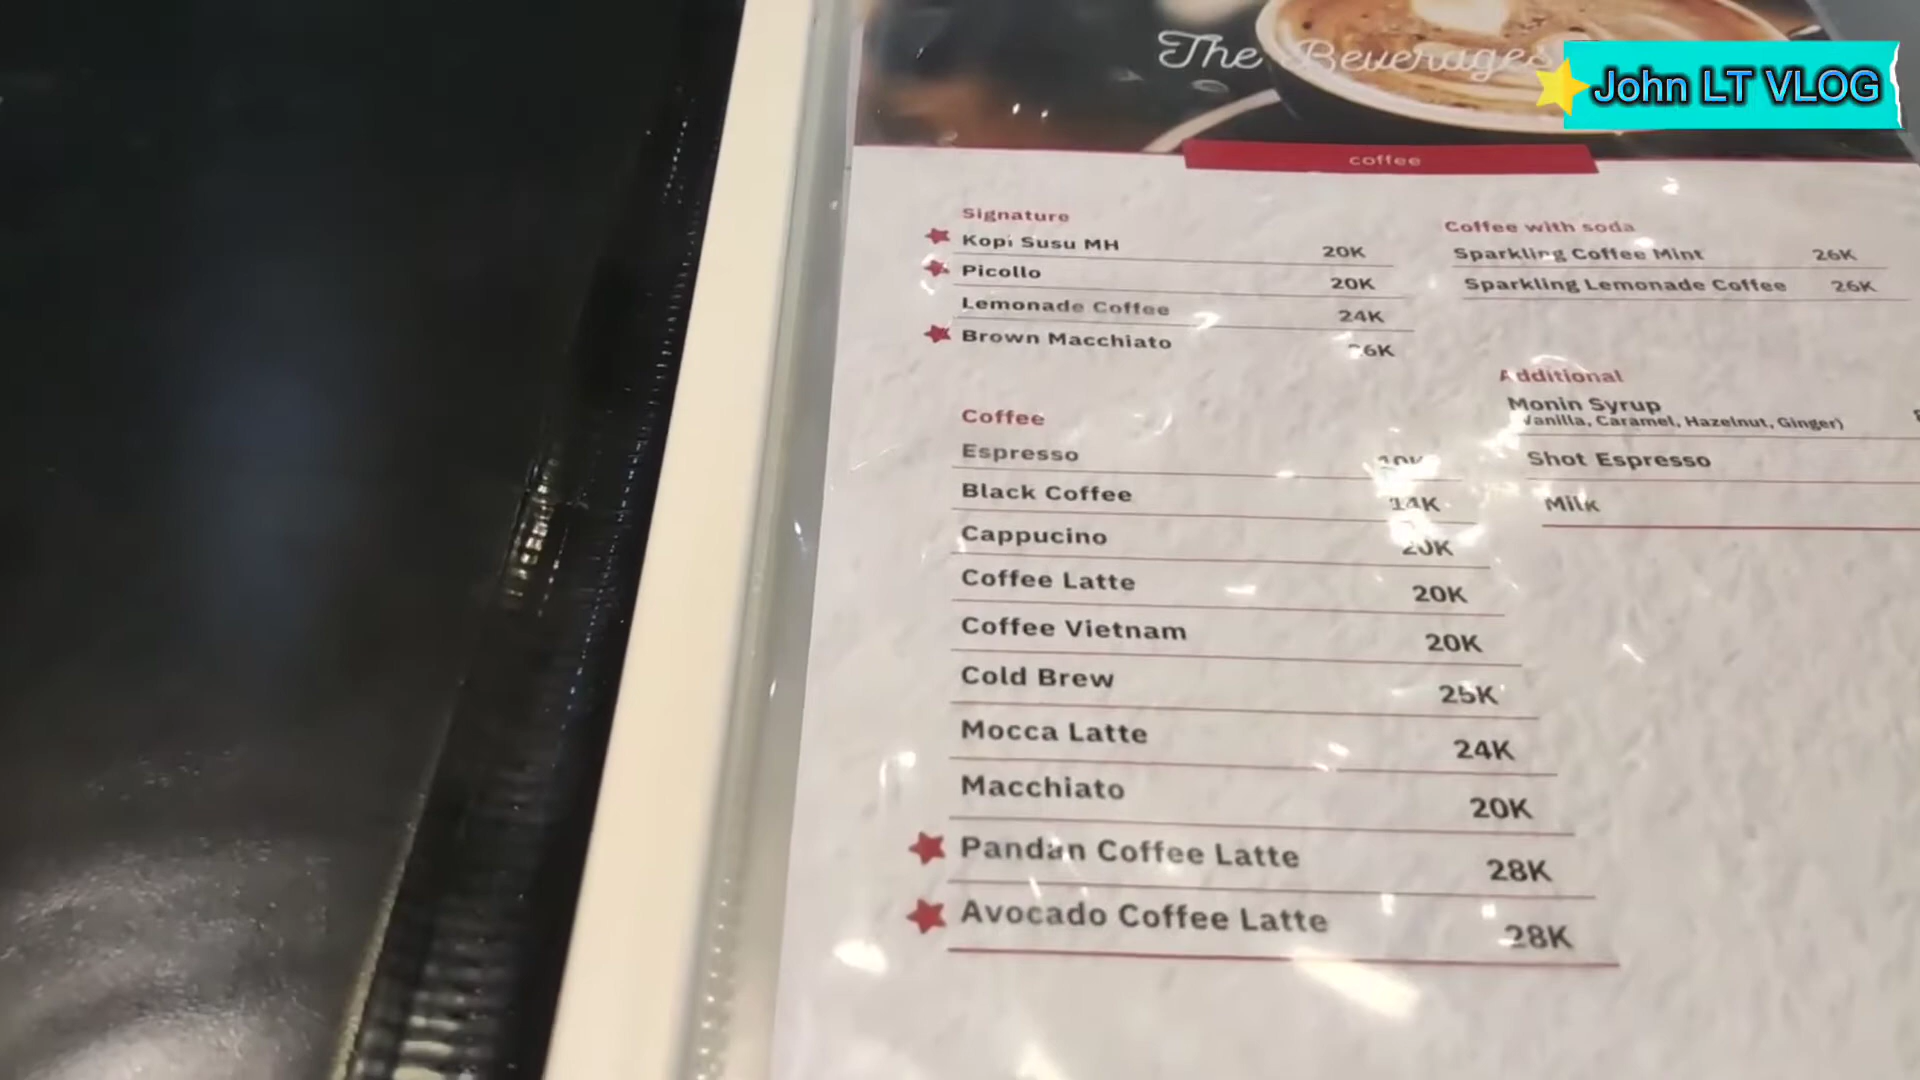 The Beverages
John LT VLOG
coffee
Signature
Kopi Susu MH 20K
Picollo 20K
Lemonade Coffee 24K
Brown Macchiato
Coffee
Espresso
Black Coffee 14K
Cappucino 20K
Coffee Latte 20K
Coffee Vietnam 20K
Cold Brew 25K
Mocca Latte 24K
Macchiato 20K
Pandan Coffee Latte 28K
Avocado Coffee Latte 28K
Coffee with soda
Sparkling Coffee Mint 26K
Sparkling Lemonade Coffee 26K
Additional
Monin Syrup
(Vanilla, Caramel, Hazelnut, Ginger)
Shot Espresso
Milk